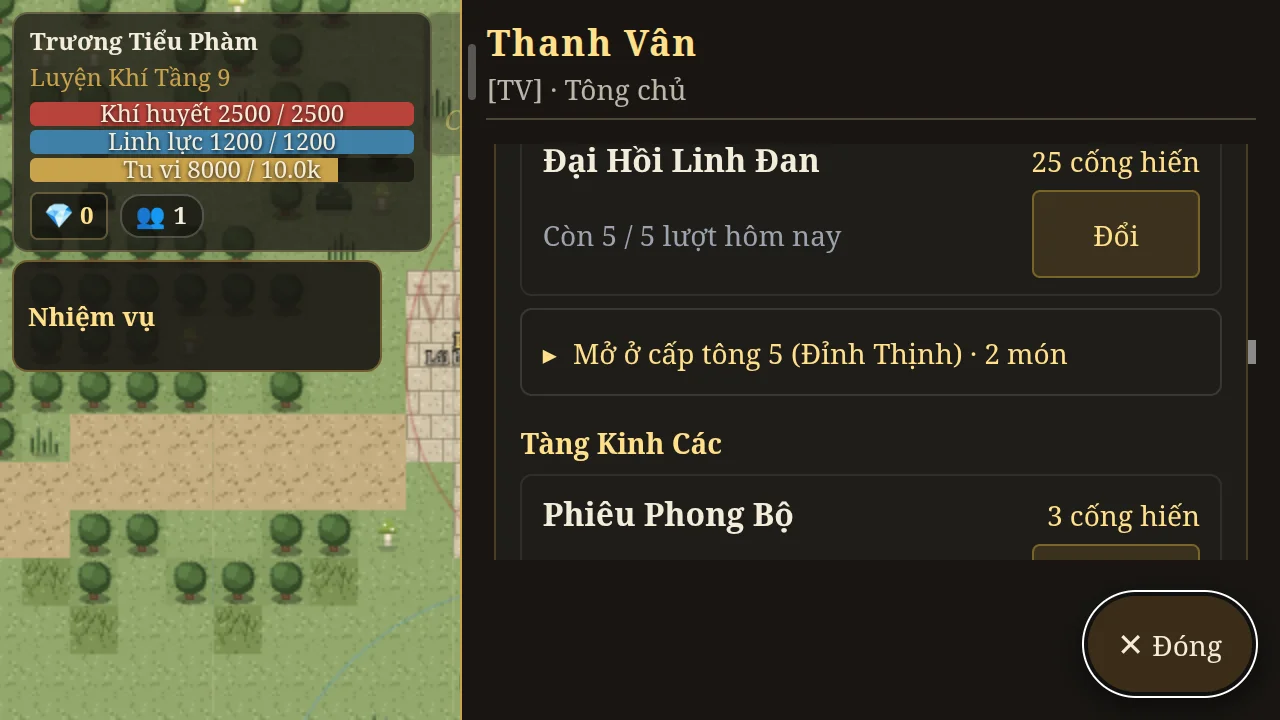 Trương Tiểu Phàm
Luyện Khí Tầng 9
Khí huyết 2500 / 2500
Linh lực 1200 / 1200
Tu vi 8000 / 10.0k
💎 0
👥 1
Nhiệm vụ
Thanh Vân
[TV] · Tông chủ
Đại Hồi Linh Đan
25 cống hiến
Còn 5 / 5 lượt hôm nay
Đổi
▸ Mở ở cấp tông 5 (Đỉnh Thịnh) · 2 món
Tàng Kinh Các
Phiêu Phong Bộ
3 cống hiến
✕ Đóng